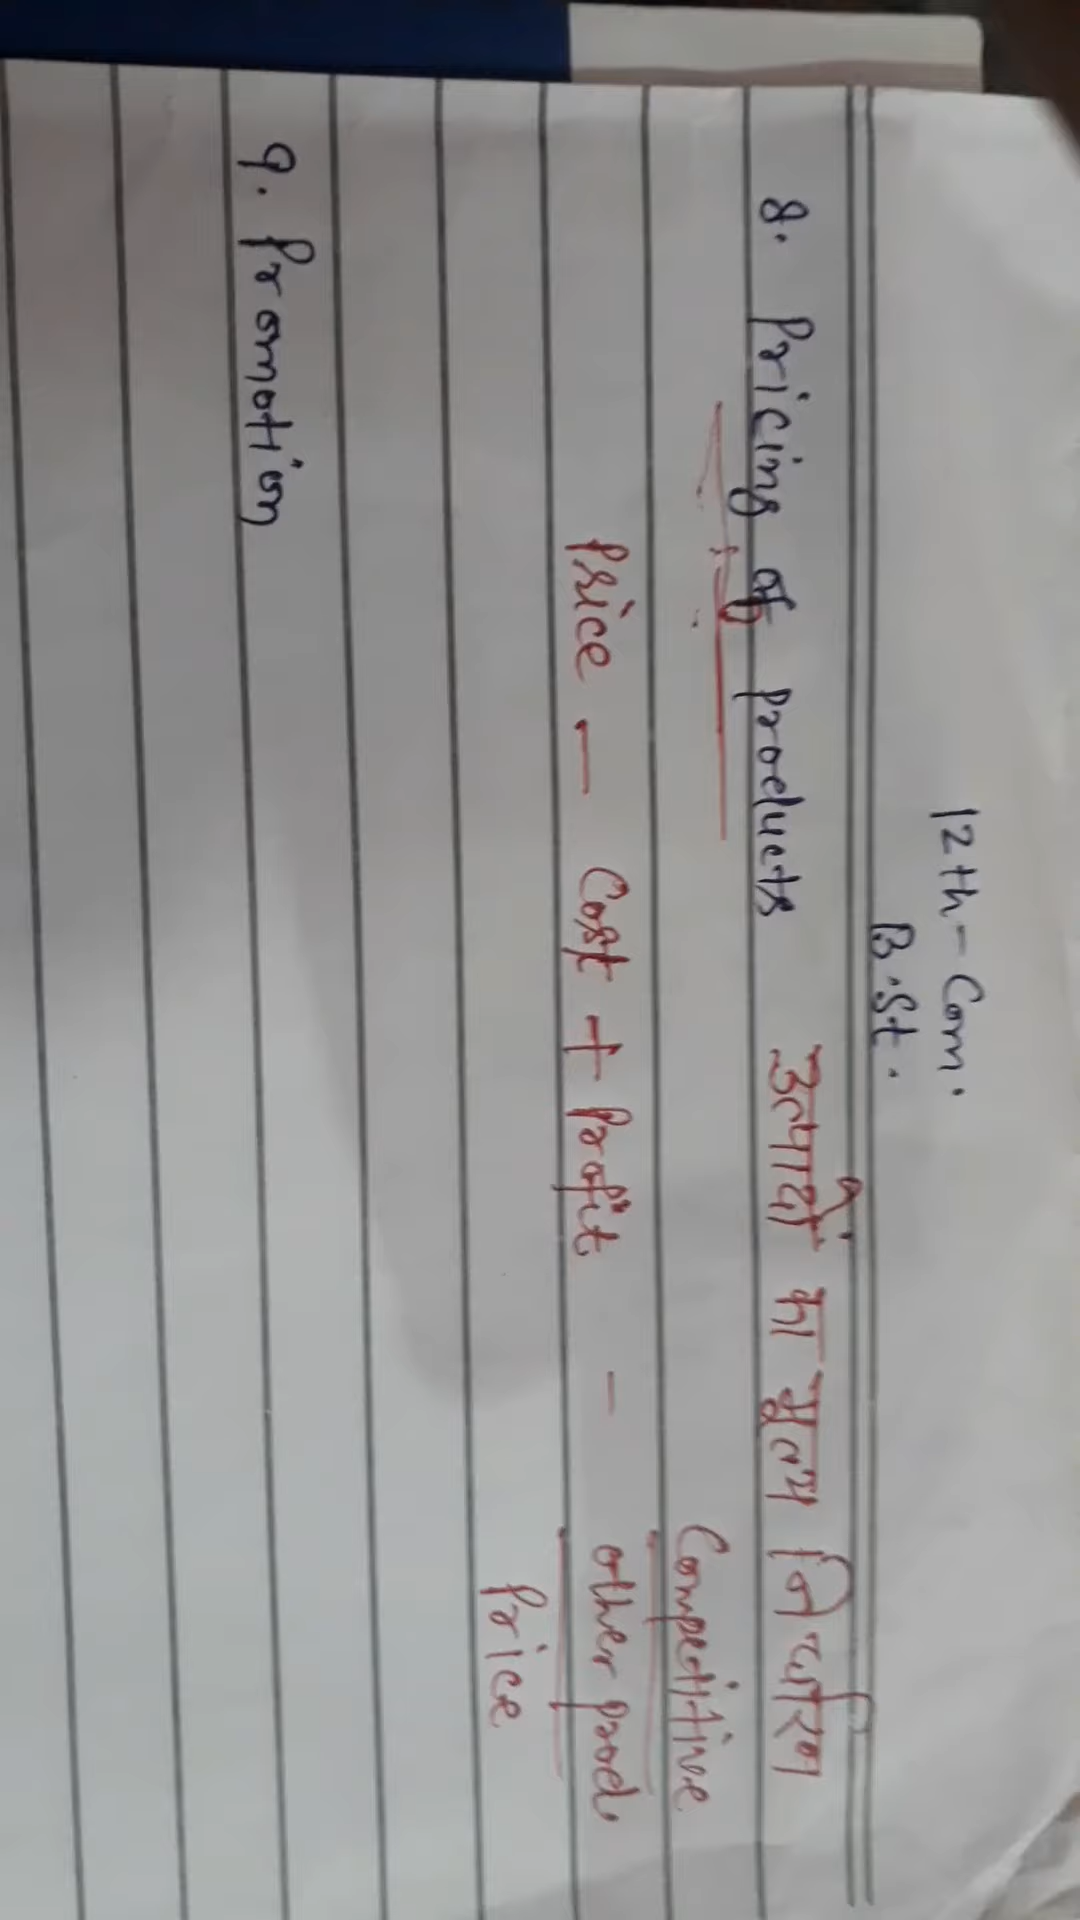 12th - Com.
B.St.
8. Pricing of products उत्पादों का मुल्य निर्धारण
Competitive
Price — Cost + Profit - other prod.
Price
9. Promotion